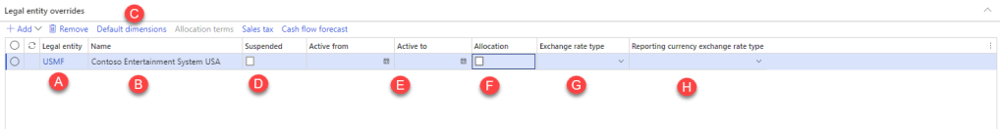 Legal entity overrides
C
Add Remove Default dimensions Allocation terms Sales tax Cash flow forecast
Legal entity Name Suspended Active from Active to Allocation Exchange rate type Reporting currency exchange rate type
USMF Contoso Entertainment System USA
A B D E F G H